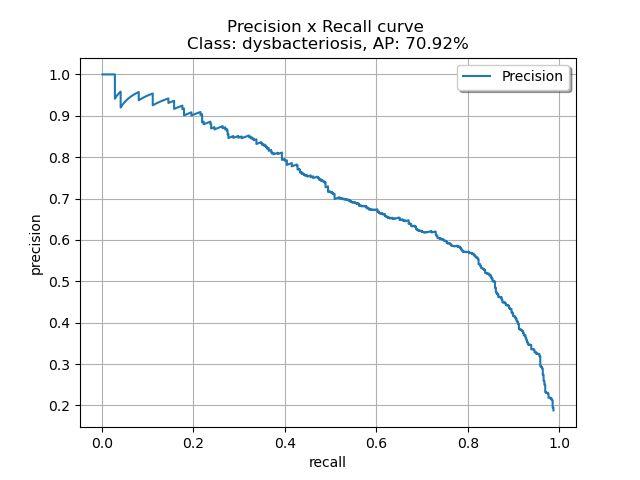 Precision x Recall curve
Class: dysbacteriosis, AP: 70.92%
Precision
1.0
0.9
0.8
0.7
0.6
0.5
0.4
0.3
0.2
precision
0.0 0.2 0.4 0.6 0.8 1.0
recall